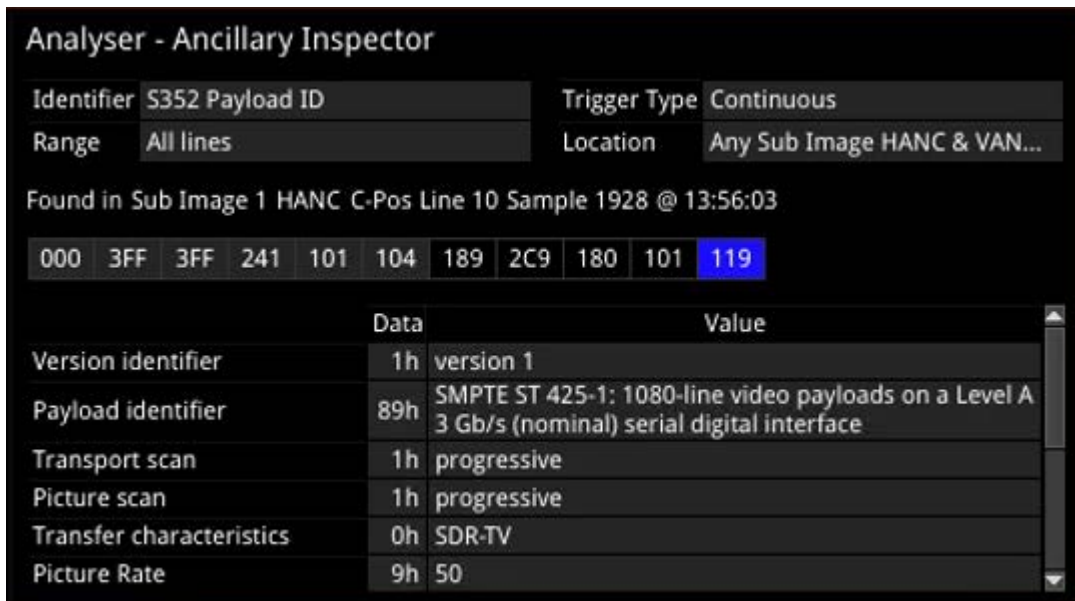 Analyser - Ancillary Inspector
Identifier S352 Payload ID Trigger Type Continuous
Range All lines Location Any Sub Image HANC & VAN...
Found in Sub Image 1 HANC C-Pos Line 10 Sample 1928 @ 13:56:03
000 3FF 3FF 241 101 104 189 2C9 180 101 119
Data Value
Version identifier 1h version 1
Payload identifier 89h SMPTE ST 425-1: 1080-line video payloads on a Level A
3 Gb/s (nominal) serial digital interface
Transport scan 1h progressive
Picture scan 1h progressive
Transfer characteristics 0h SDR-TV
Picture Rate 9h 50